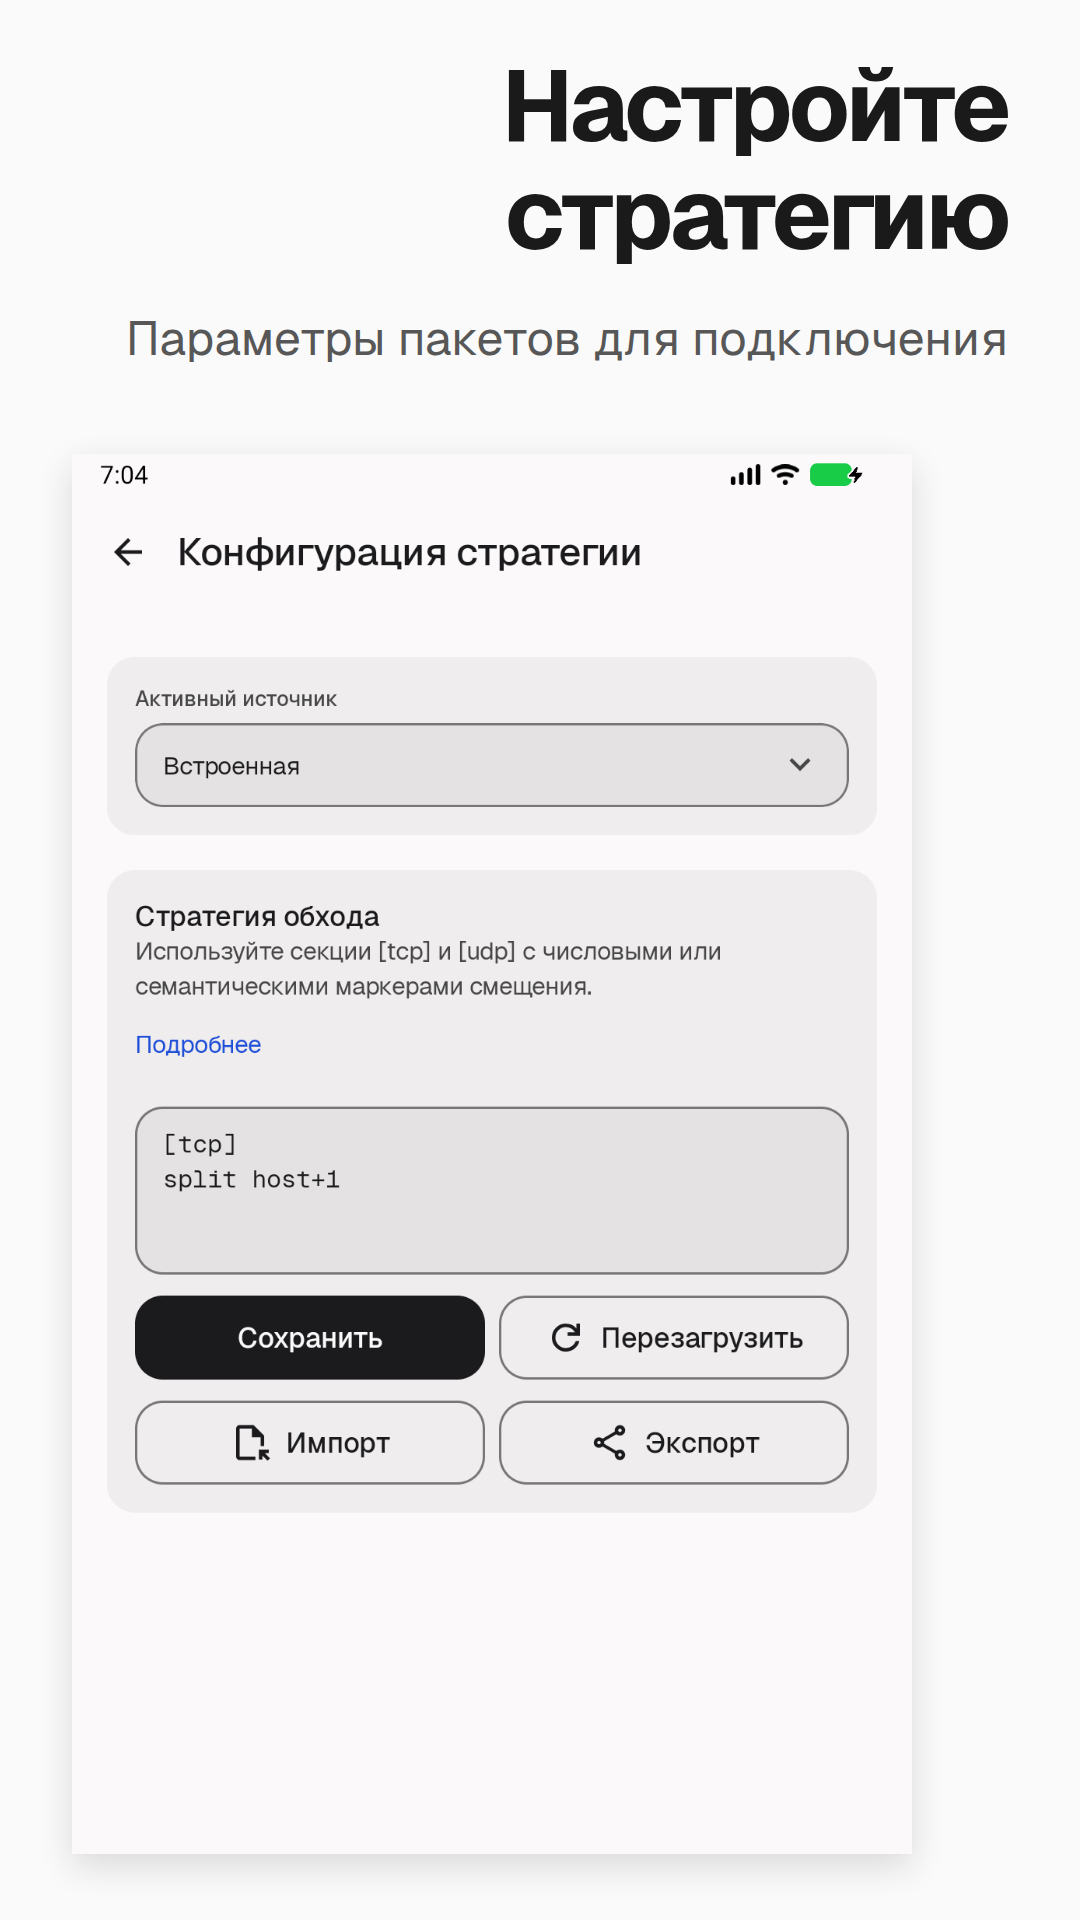 Настройте
стратегию
Параметры пакетов для подключения
7:04
Конфигурация стратегии
Активный источник
Встроенная
Стратегия обхода
Используйте секции [tcp] и [udp] с числовыми или
семантическими маркерами смещения.
Подробнее
[tcp]
split host+1
Сохранить
Перезагрузить
Импорт
Экспорт